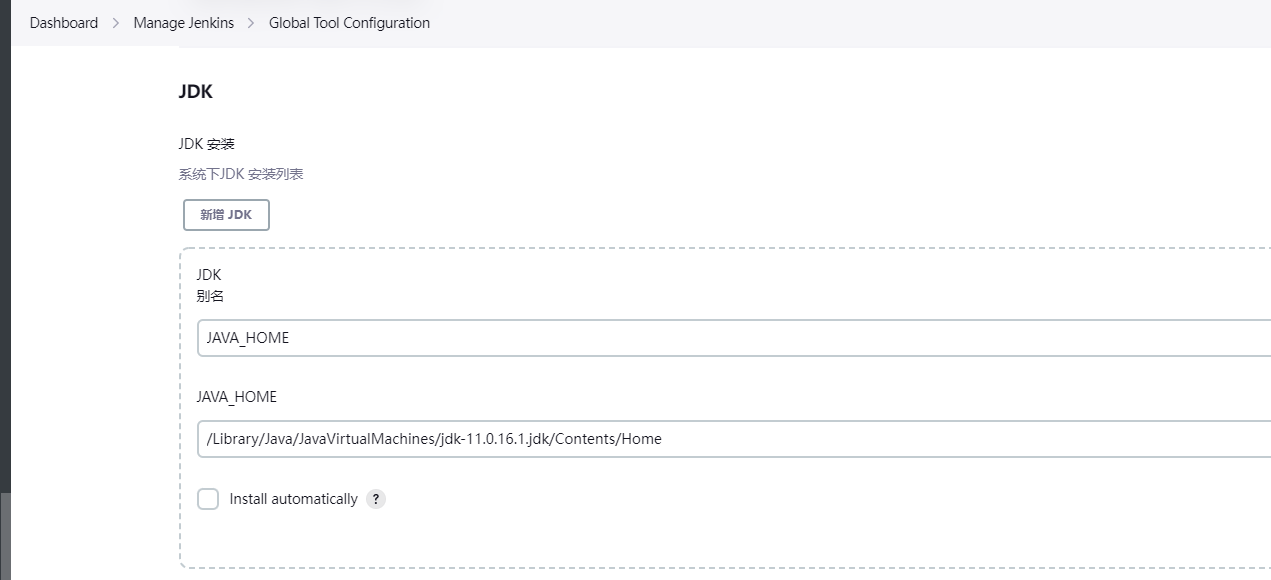 Dashboard > Manage Jenkins > Global Tool Configuration
JDK
JDK 安装
系统下JDK 安装列表
新增 JDK
JDK
别名
JAVA_HOME
JAVA_HOME
/Library/Java/JavaVirtualMachines/jdk-11.0.16.1.jdk/Contents/Home
Install automatically ?